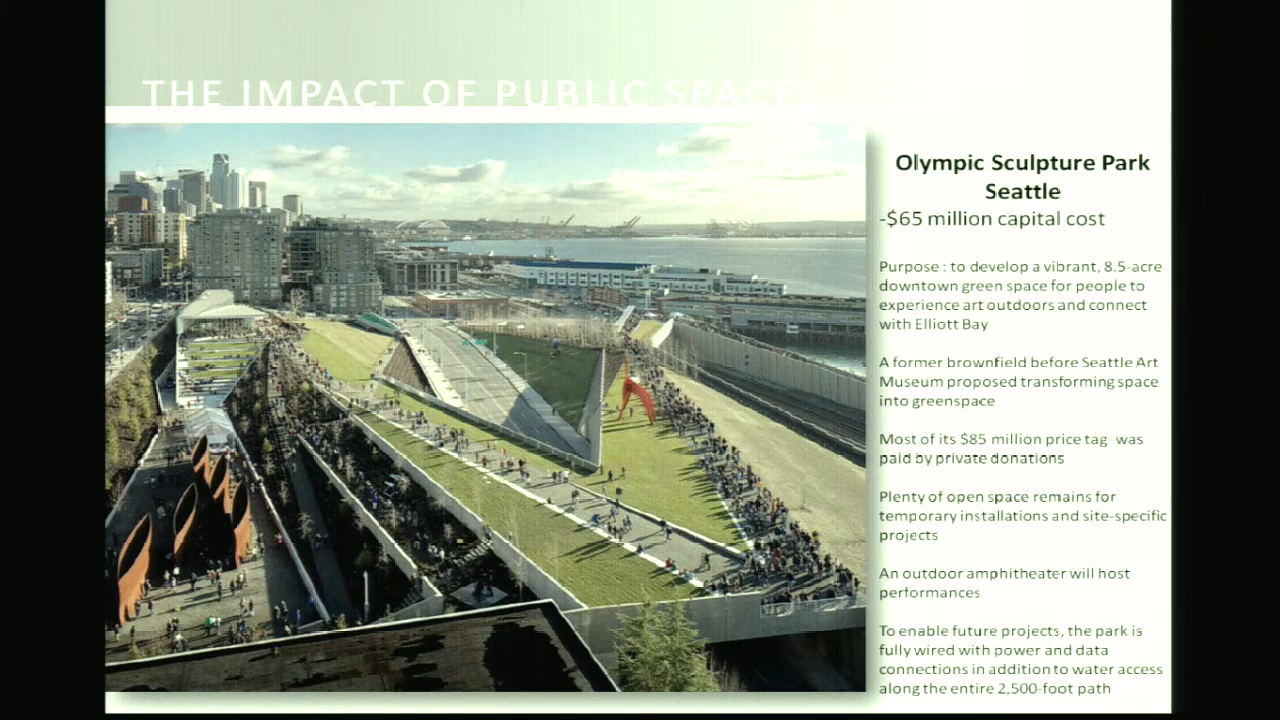 THE IMPACT OF PUBLIC SPACES
Olympic Sculpture Park
Seattle
-$65 million capital cost
Purpose : to develop a vibrant, 8.5-acre
downtown green space for people to
experience art outdoors and connect
with Elliott Bay
A former brownfield before Seattle Art
Museum proposed transforming space
into greenspace
Most of its $85 million price tag was
paid by private donations
Plenty of open space remains for
temporary installations and site-specific
projects
An outdoor amphitheater will host
performances
To enable future projects, the park is
fully wired with power and data
connections in addition to water access
along the entire 2,500-foot path